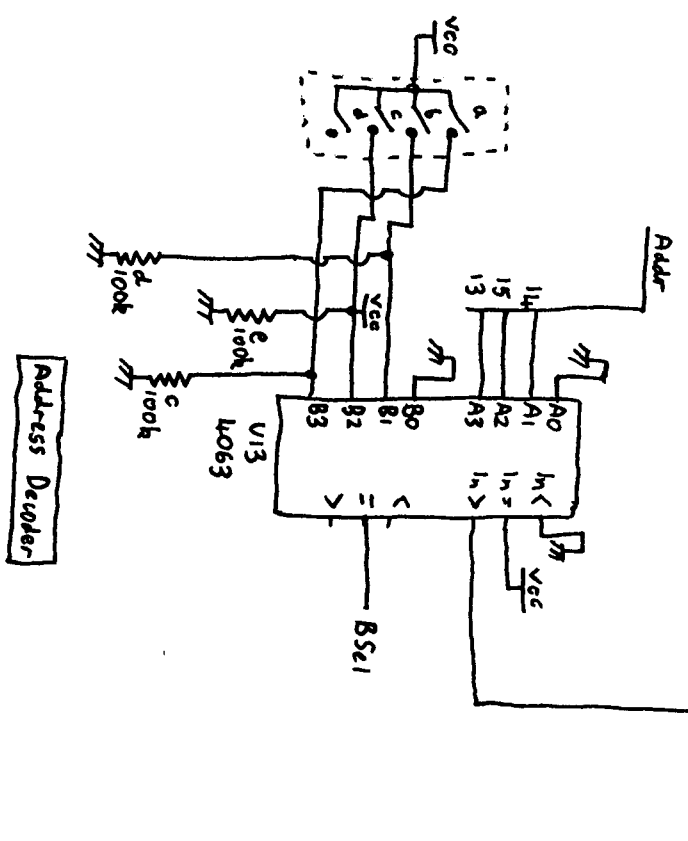 Vcc
a
b
c
d
e
Addr
14
15
13
A0
A1
A2
A3
B0
B1
B2
B3
In <
In =
In >
<
=
>
U13
4063
Vcc
Vcc
BSel
d
100k
e
100k
c
100k
Address Decoder